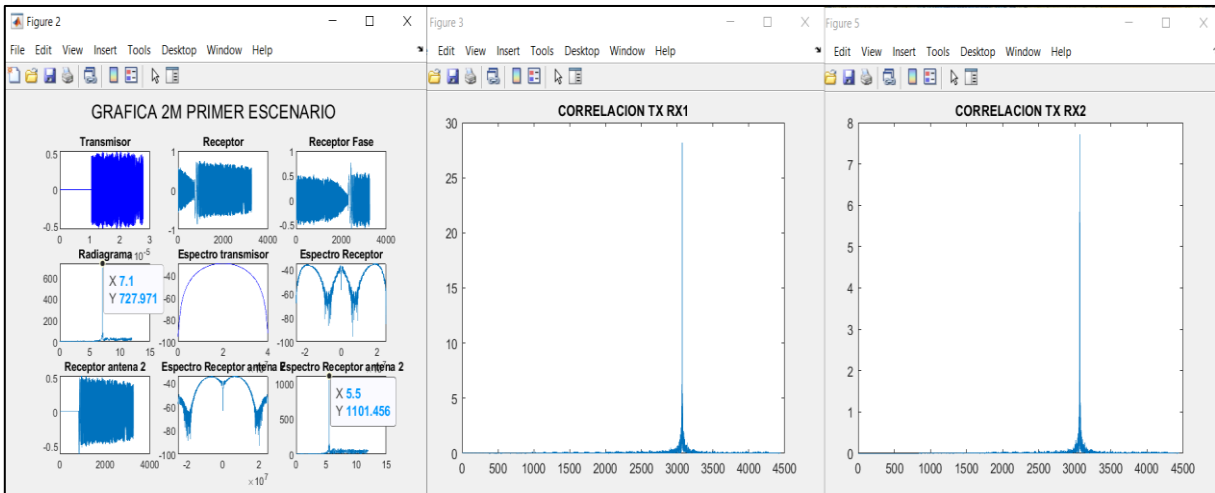 Figure 2
File Edit View Insert Tools Desktop Window Help
GRAFICA 2M PRIMER ESCENARIO
Transmisor
0.5
0
-0.5
0 1 2 3
10^-5
Receptor
1
0
-1
0 2000 4000
Receptor Fase
1
0.5
0
-0.5
0 2000 4000
Radiagrama
600
400
200
0
0 5 10 15
X 7.1
Y 727.971
Espectro transmisor
-40
-60
-80
-100
0 2 4
×10^7
Espectro Receptor
-40
-60
-80
-100
-2 0 2
×10^7
Receptor antena 2
0.5
0
-0.5
0 2000 4000
Espectro Receptor antena 2
-40
-60
-80
-100
-2 0 2
×10^7
Espectro Receptor antena 2
1000
500
0
0 5 10 15
X 5.5
Y 1101.456
Figure 3
Edit View Insert Tools Desktop Window Help
CORRELACION TX RX1
30
25
20
15
10
5
0
0 500 1000 1500 2000 2500 3000 3500 4000 4500
Figure 5
Edit View Insert Tools Desktop Window Help
CORRELACION TX RX2
8
7
6
5
4
3
2
1
0
0 500 1000 1500 2000 2500 3000 3500 4000 4500